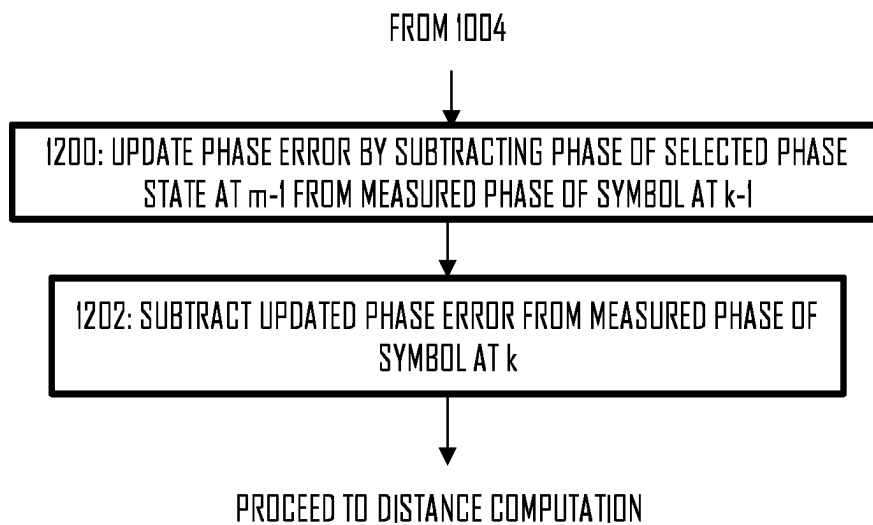 FROM 1004
1200: UPDATE PHASE ERROR BY SUBTRACTING PHASE OF SELECTED PHASE
STATE AT m-1 FROM MEASURED PHASE OF SYMBOL AT k-1
1202: SUBTRACT UPDATED PHASE ERROR FROM MEASURED PHASE OF
SYMBOL AT k
PROCEED TO DISTANCE COMPUTATION